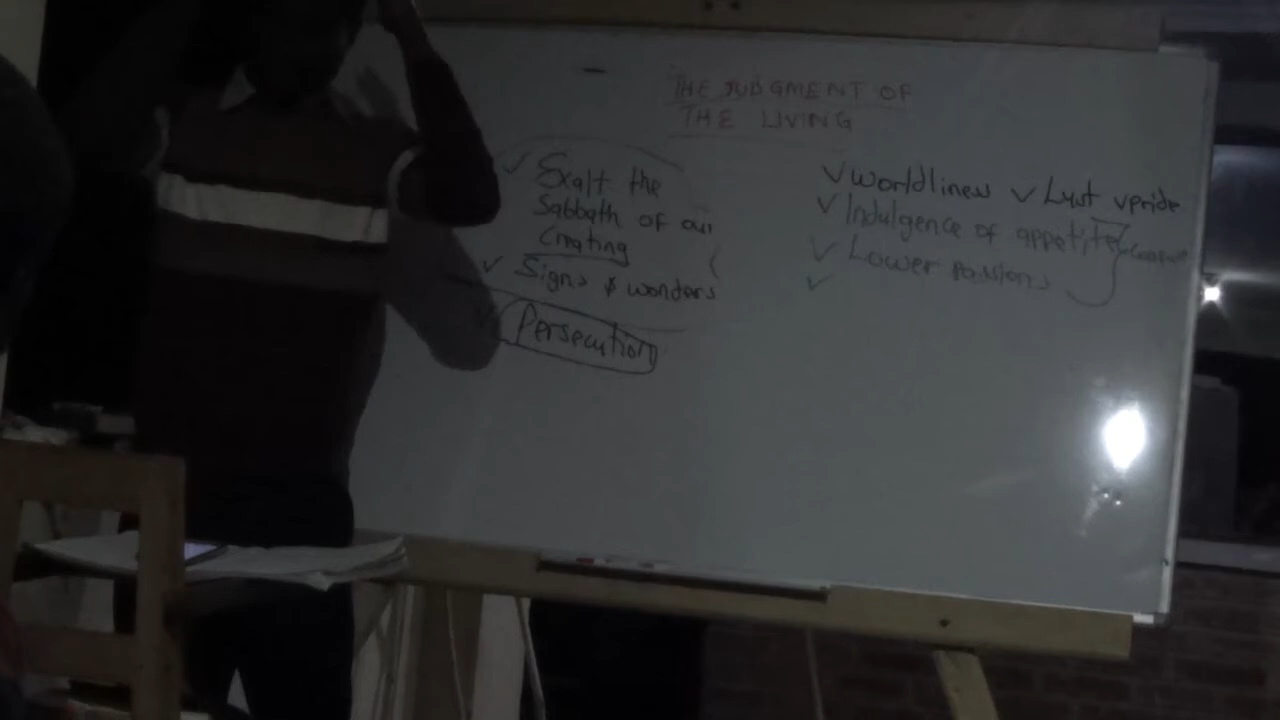 THE JUDGMENT OF
THE LIVING
✓ Exalt the
Sabbath of our
Creating
✓ Signs & wonders
Persecution
✓ worldliness ✓ Lust ✓ pride
✓ Indulgence of appetite
✓ Lower passions
✓